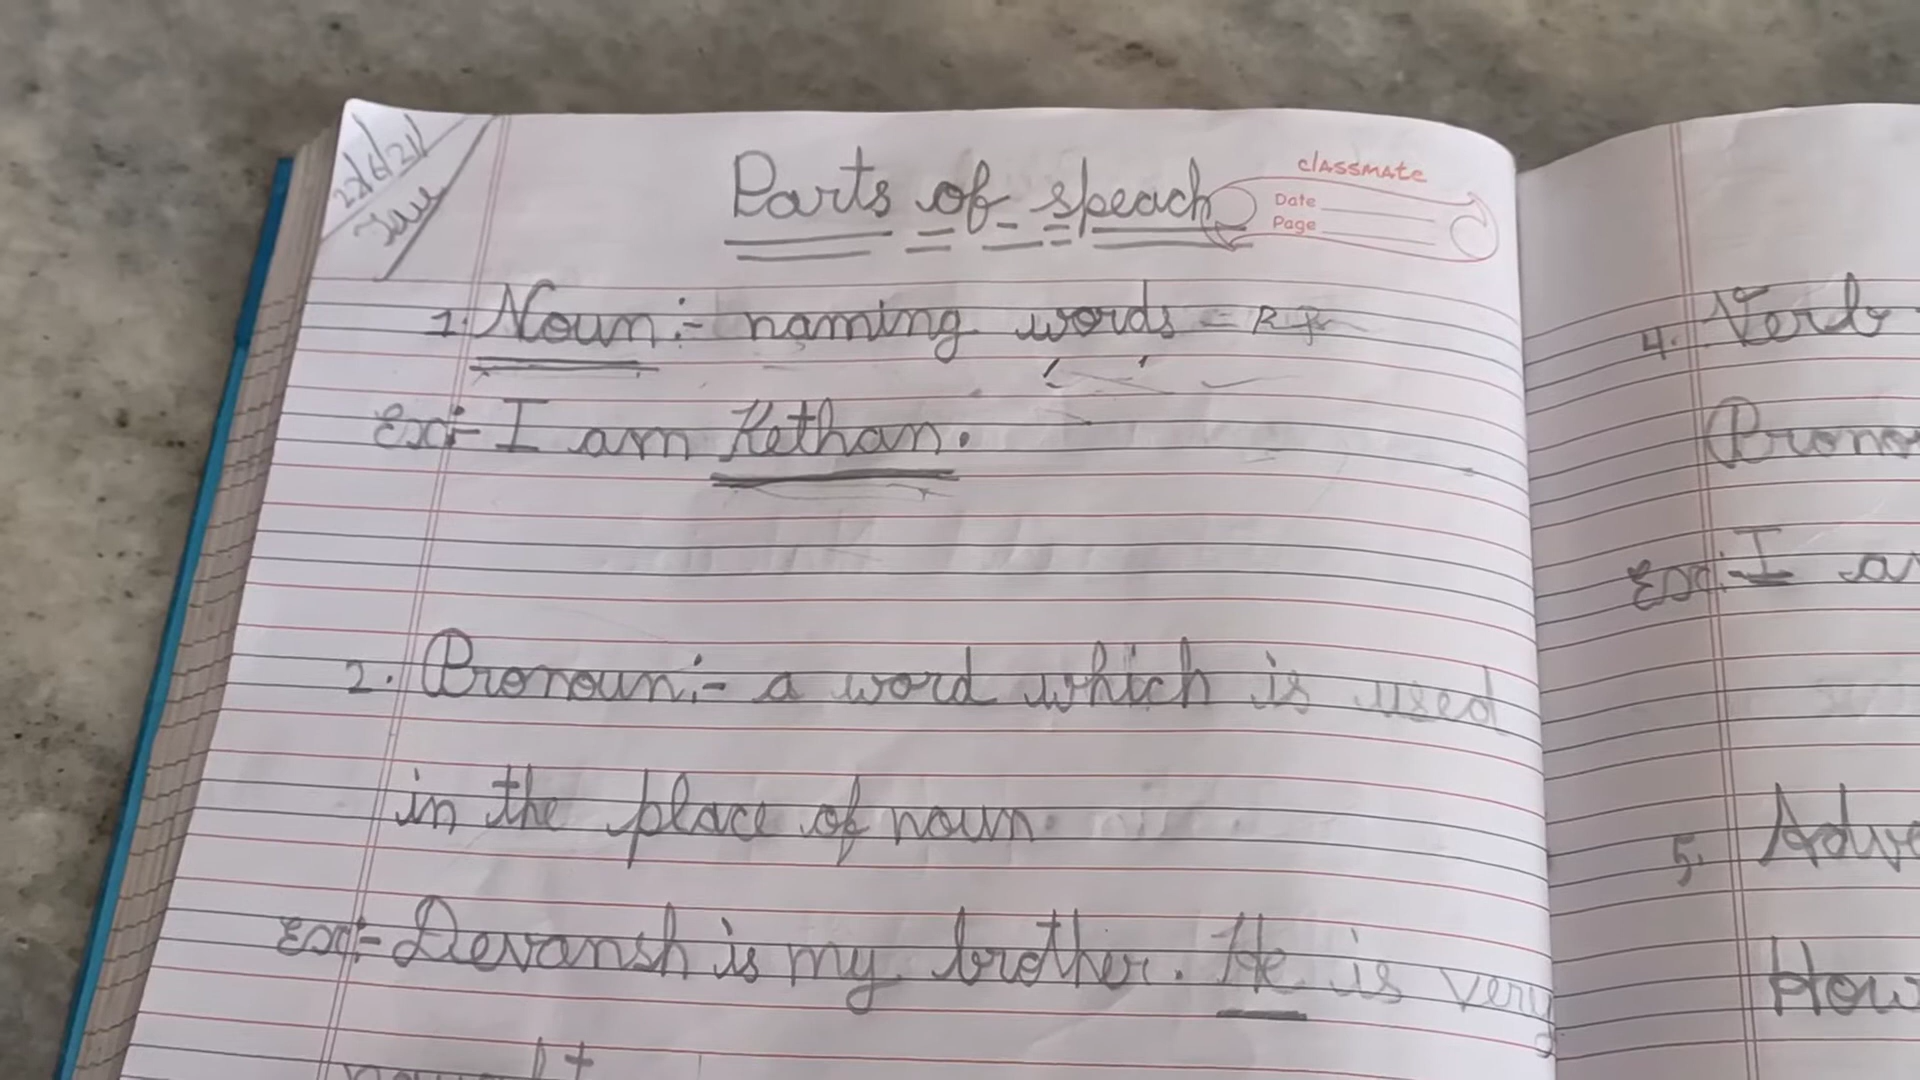 22/6/21
Tue
Parts of speach
classmate
Date
Page
1. Noun :- naming words -
Ex:- I am Kethan.
2. Pronoun :- a word which is used
in the place of noun.
Ex:- Devansh is my brother. He is very
4. Verb
Ex:- I
5.
How